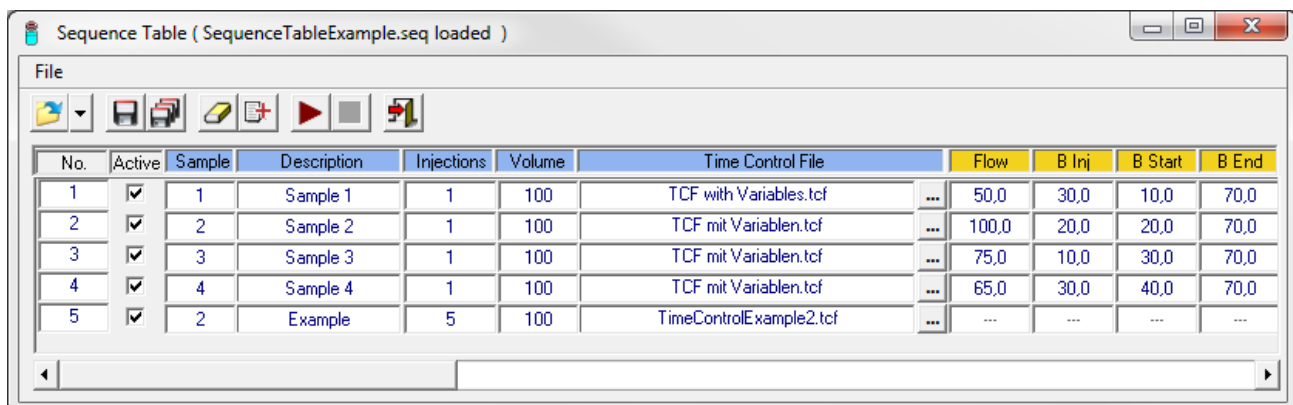 Sequence Table ( SequenceTableExample.seq loaded )
File
No. Active Sample Description Injections Volume Time Control File Flow B Inj B Start B End
1 1 Sample 1 1 100 TCF with Variables.tcf ... 50,0 30,0 10,0 70,0
2 2 Sample 2 1 100 TCF mit Variablen.tcf ... 100,0 20,0 20,0 70,0
3 3 Sample 3 1 100 TCF mit Variablen.tcf ... 75,0 10,0 30,0 70,0
4 4 Sample 4 1 100 TCF mit Variablen.tcf ... 65,0 30,0 40,0 70,0
5 2 Example 5 100 TimeControlExample2.tcf ... --- --- --- ---